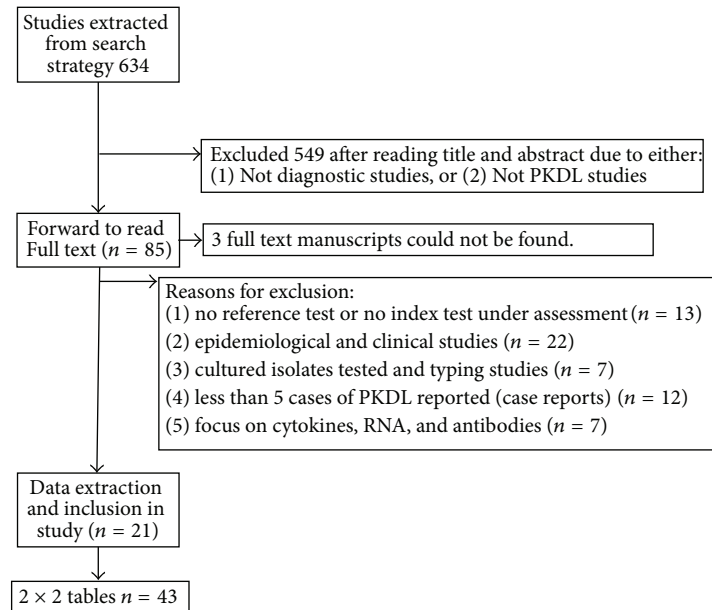 Studies extracted
from search
strategy 634
Excluded 549 after reading title and abstract due to either:
(1) Not diagnostic studies, or (2) Not PKDL studies
Forward to read
Full text (n = 85)
3 full text manuscripts could not be found.
Reasons for exclusion:
(1) no reference test or no index test under assessment (n = 13)
(2) epidemiological and clinical studies (n = 22)
(3) cultured isolates tested and typing studies (n = 7)
(4) less than 5 cases of PKDL reported (case reports) (n = 12)
(5) focus on cytokines, RNA, and antibodies (n = 7)
Data extraction
and inclusion in
study (n = 21)
2 × 2 tables n = 43